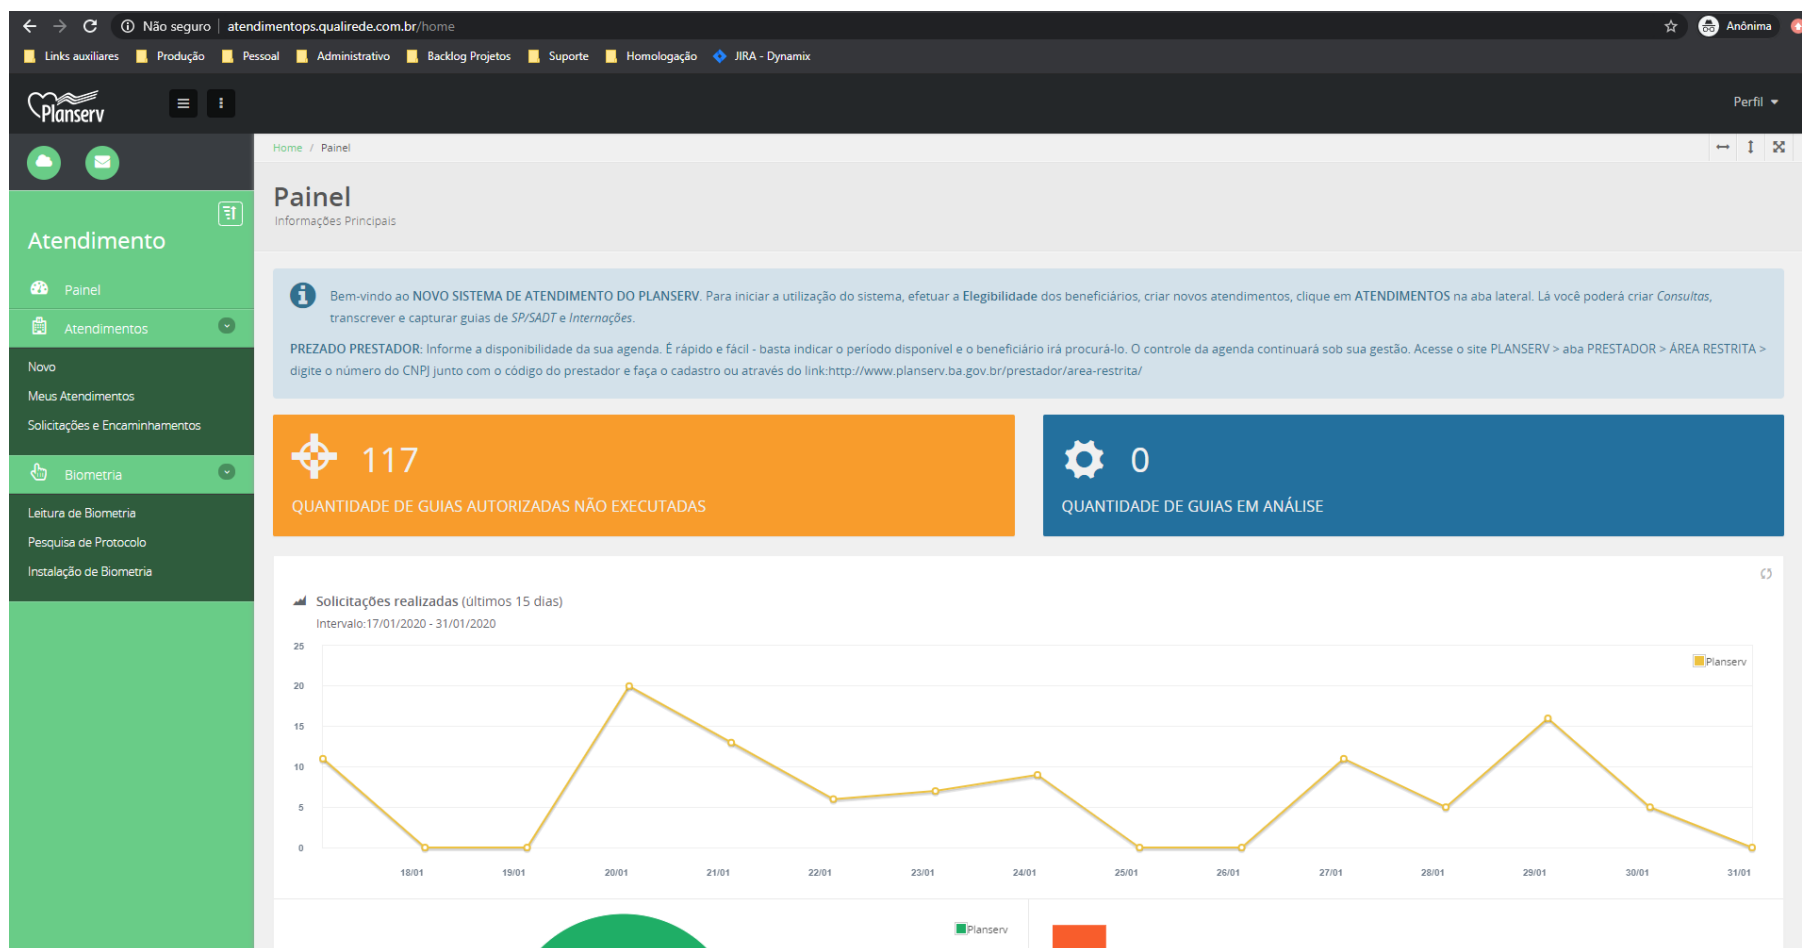 Não seguro | atendimentops.qualirede.com.br/home
Anônima
Links auxiliares Produção Pessoal Administrativo Backlog Projetos Suporte Homologação JIRA - Dynamix
Planserv
Perfil
Home / Painel
Painel
Informações Principais
Atendimento
Painel
Atendimentos
Novo
Meus Atendimentos
Solicitações e Encaminhamentos
Biometria
Leitura de Biometria
Pesquisa de Protocolo
Instalação de Biometria
Bem-vindo ao NOVO SISTEMA DE ATENDIMENTO DO PLANSERV. Para iniciar a utilização do sistema, efetuar a Elegibilidade dos beneficiários, criar novos atendimentos, clique em ATENDIMENTOS na aba lateral. Lá você poderá criar Consultas,
transcrever e capturar guias de SP/SADT e Internações.
PREZADO PRESTADOR: Informe a disponibilidade da sua agenda. É rápido e fácil - basta indicar o período disponível e o beneficiário irá procurá-lo. O controle da agenda continuará sob sua gestão. Acesse o site PLANSERV > aba PRESTADOR > ÁREA RESTRITA >
digite o número do CNPJ junto com o código do prestador e faça o cadastro ou através do link:http://www.planserv.ba.gov.br/prestador/area-restrita/
117
QUANTIDADE DE GUIAS AUTORIZADAS NÃO EXECUTADAS
0
QUANTIDADE DE GUIAS EM ANÁLISE
Solicitações realizadas (últimos 15 dias)
Intervalo:17/01/2020 - 31/01/2020
25
Planserv
20
15
10
5
0
18/01 19/01 20/01 21/01 22/01 23/01 24/01 25/01 26/01 27/01 28/01 29/01 30/01 31/01
Planserv